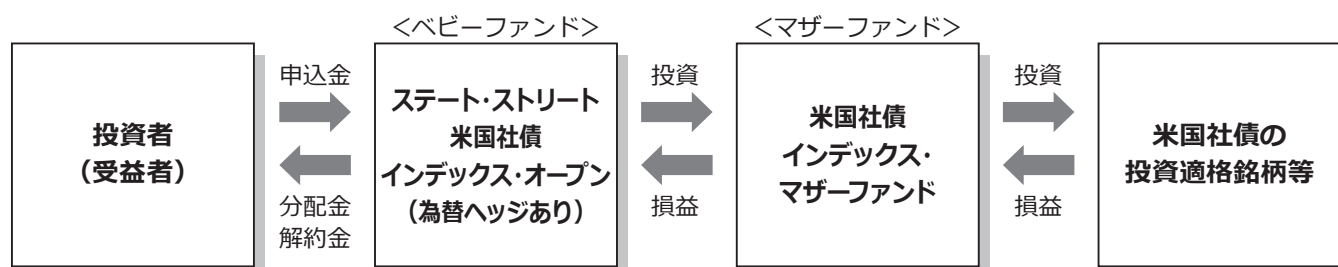 <ベビーファンド>
<マザーファンド>
投資者
(受益者)
申込金
分配金
解約金
ステート・ストリート
米国社債
インデックス・オープン
(為替ヘッジあり)
投資
損益
米国社債
インデックス・
マザーファンド
投資
損益
米国社債の
投資適格銘柄等